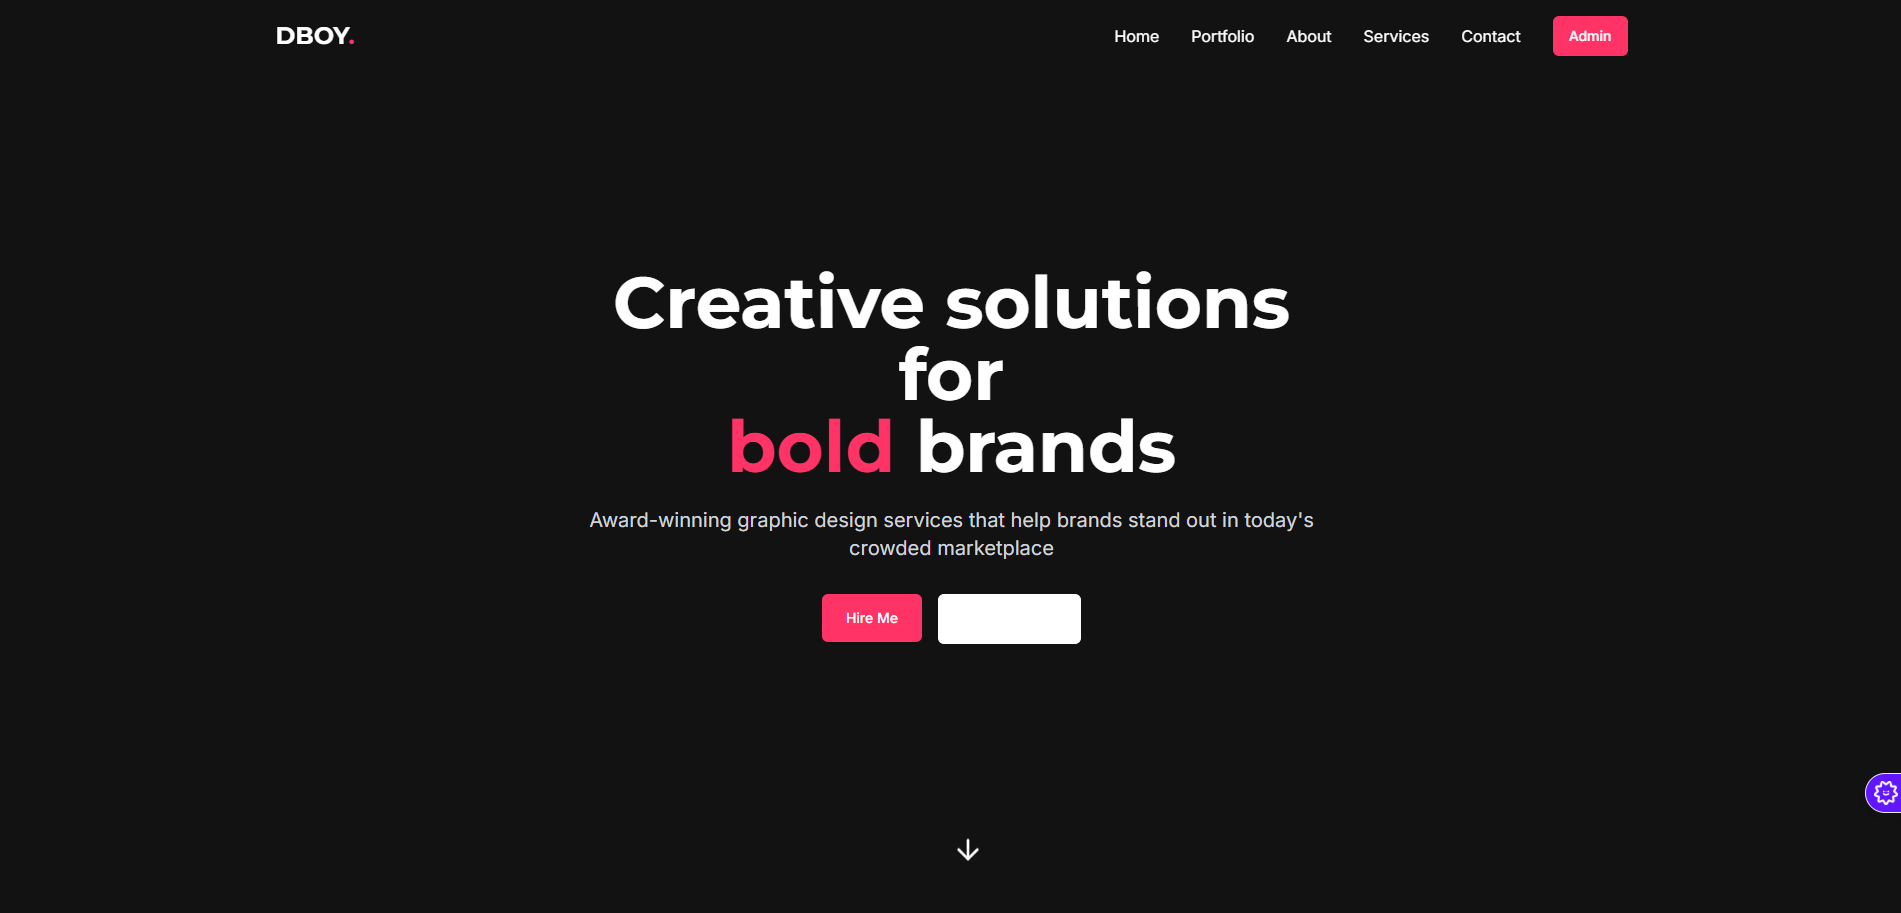 DBOY.
Home Portfolio About Services Contact Admin
Creative solutions
for
bold brands
Award-winning graphic design services that help brands stand out in today's
crowded marketplace
Hire Me